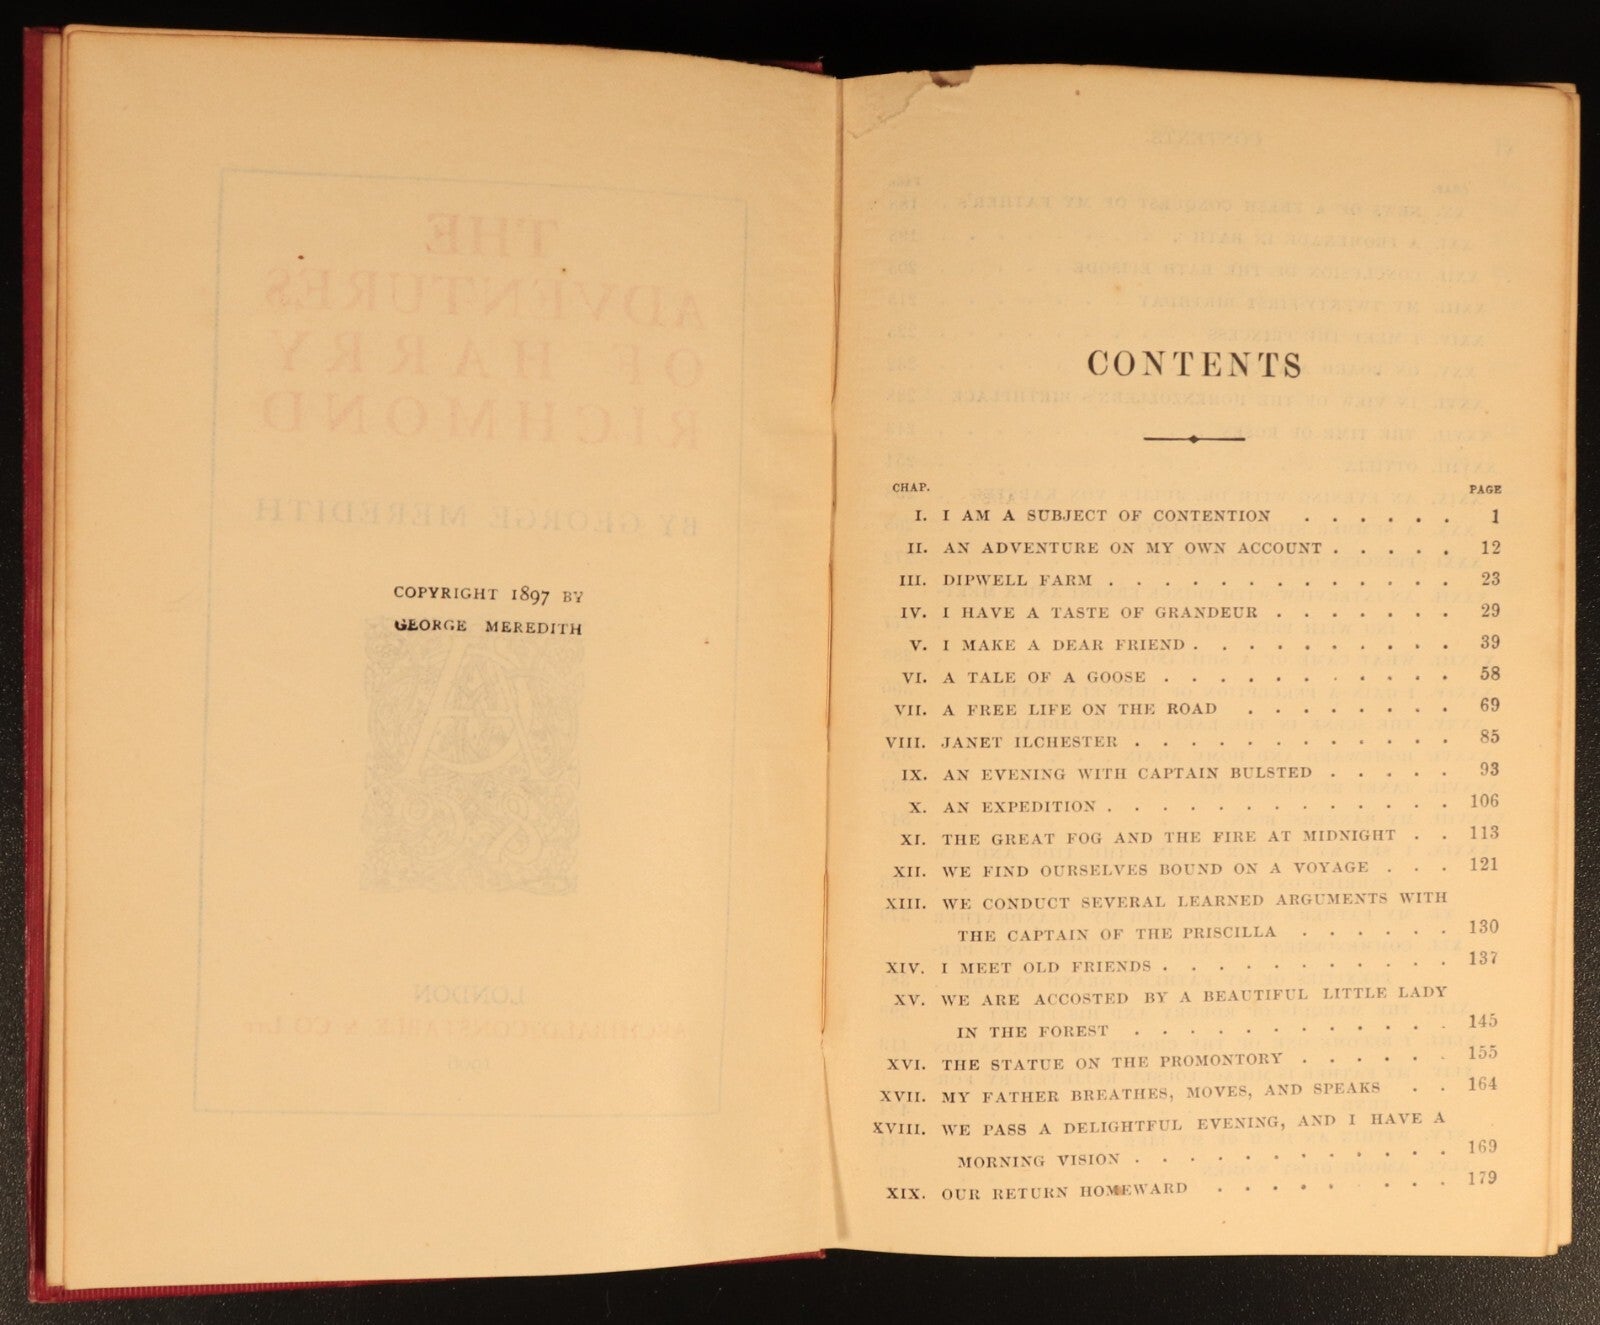 COPYRIGHT 1897 BY
GEORGE MEREDITH
CONTENTS
CHAP. PAGE
I. I AM A SUBJECT OF CONTENTION . . . . . . 1
II. AN ADVENTURE ON MY OWN ACCOUNT . . . . . 12
III. DIPWELL FARM . . . . . . . . . . . . . 23
IV. I HAVE A TASTE OF GRANDEUR . . . . . . . 29
V. I MAKE A DEAR FRIEND . . . . . . . . . . 39
VI. A TALE OF A GOOSE . . . . . . . . . . . 58
VII. A FREE LIFE ON THE ROAD . . . . . . . . 69
VIII. JANET ILCHESTER . . . . . . . . . . . . 85
IX. AN EVENING WITH CAPTAIN BULSTED . . . . . 93
X. AN EXPEDITION . . . . . . . . . . . . . 106
XI. THE GREAT FOG AND THE FIRE AT MIDNIGHT . . 113
XII. WE FIND OURSELVES BOUND ON A VOYAGE . . . 121
XIII. WE CONDUCT SEVERAL LEARNED ARGUMENTS WITH
THE CAPTAIN OF THE PRISCILLA . . . . . . 130
XIV. I MEET OLD FRIENDS . . . . . . . . . . . 137
XV. WE ARE ACCOSTED BY A BEAUTIFUL LITTLE LADY
IN THE FOREST . . . . . . . . . . . . 145
XVI. THE STATUE ON THE PROMONTORY . . . . . . 155
XVII. MY FATHER BREATHES, MOVES, AND SPEAKS . . 164
XVIII. WE PASS A DELIGHTFUL EVENING, AND I HAVE A
MORNING VISION . . . . . . . . . . . . 169
XIX. OUR RETURN HOMEWARD . . . . . . . . 179